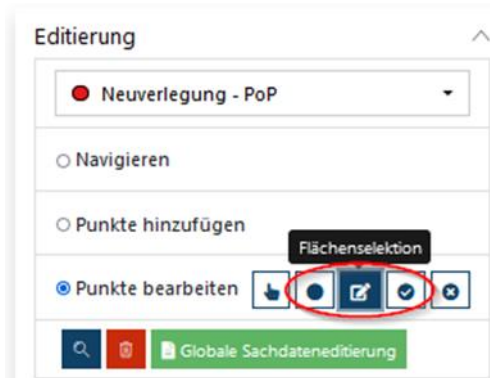 Editierung
Neuverlegung - PoP
Navigieren
Punkte hinzufügen
Flächenselektion
Punkte bearbeiten
Globale Sachdateneditierung